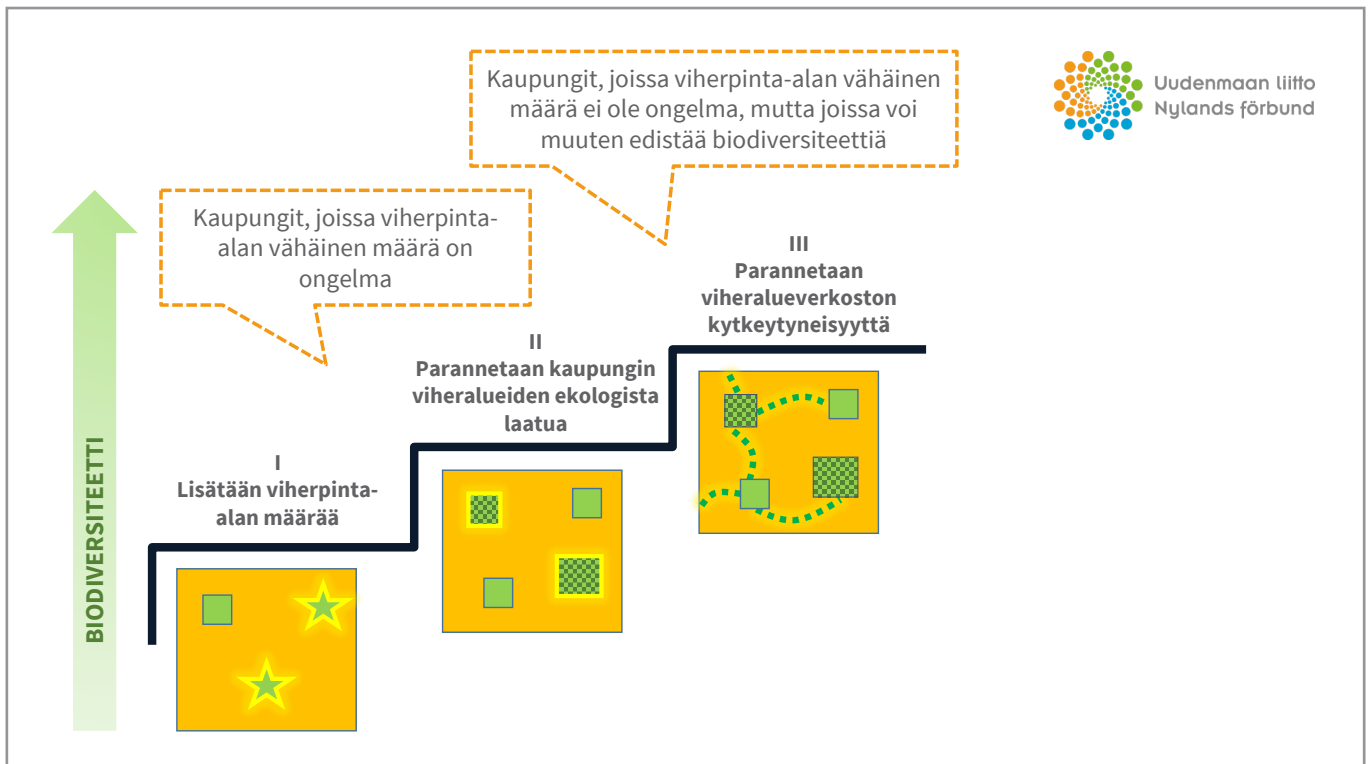 Kaupungit, joissa viherpinta-alan vähäinen
määrä ei ole ongelma, mutta joissa voi
muuten edistää biodiversiteettiä
Uudenmaan liitto
Nylands förbund
Kaupungit, joissa viherpinta-
alan vähäinen määrä on
ongelma
III
Parannetaan
viheralueverkoston
kytkeytyneisyyttä
II
Parannetaan kaupungin
viheralueiden ekologista
laatua
I
Lisätään viherpinta-
alan määrää
BIODIVERSITEETTI